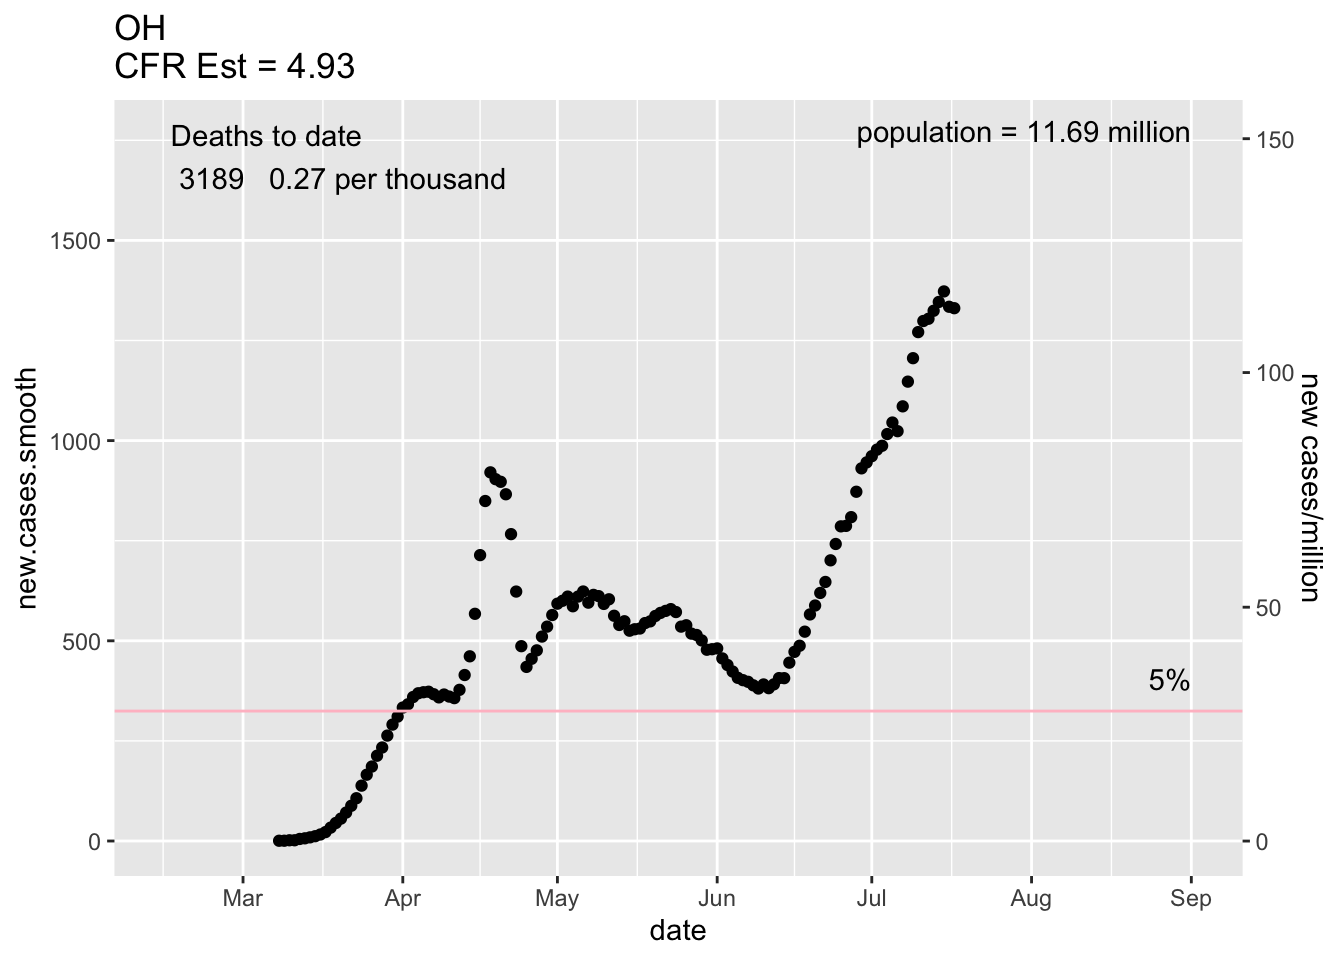 OH
CFR Est = 4.93
Deaths to date
3189 0.27 per thousand
population = 11.69 million
5%
new.cases.smooth
1500
1000
500
0
150
100
50
0
new cases/million
Mar Apr May Jun Jul Aug Sep
date